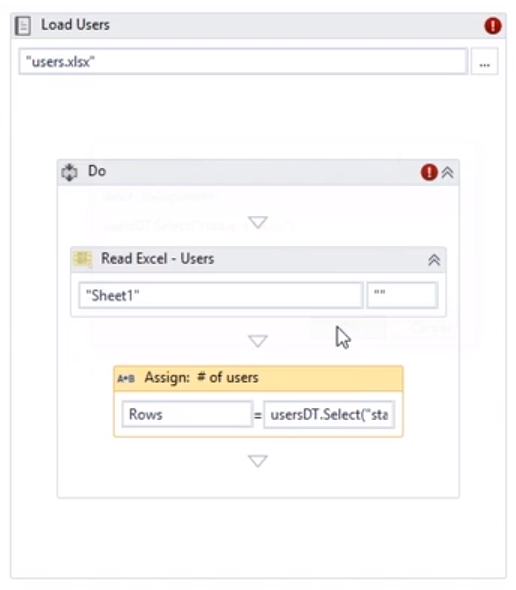 Load Users
"users.xlsx"
...
Do
Read Excel - Users
"Sheet1"
""
A+B Assign: # of users
Rows = usersDT.Select("sta